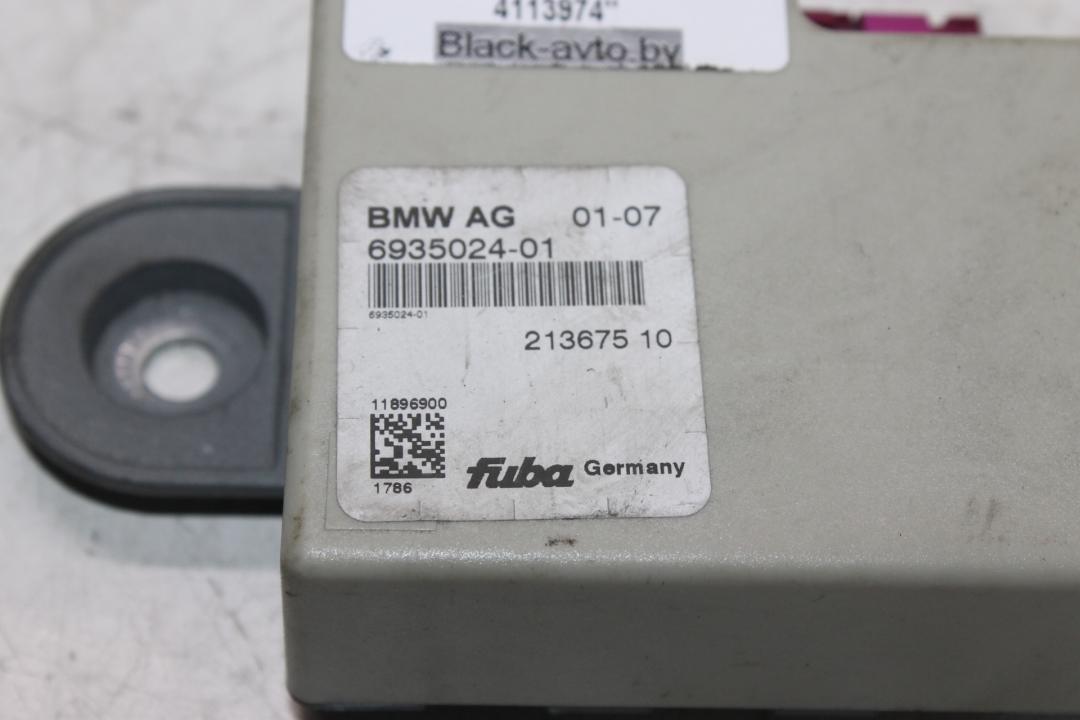 4113974"
Black-avto.by
BMW AG 01-07
6935024-01
6935024-01
213675 10
11896900
1786
fuba Germany